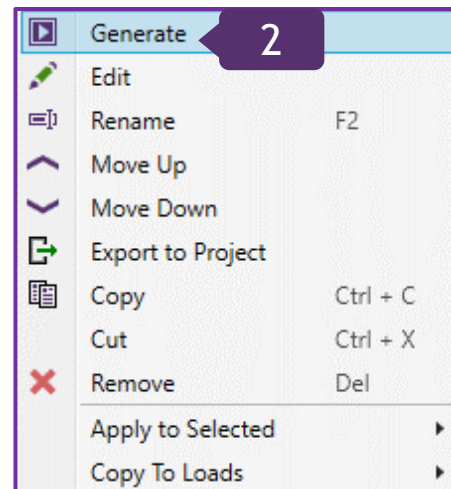 Generate 2
Edit
Rename F2
Move Up
Move Down
Export to Project
Copy Ctrl + C
Cut Ctrl + X
Remove Del
Apply to Selected
Copy To Loads